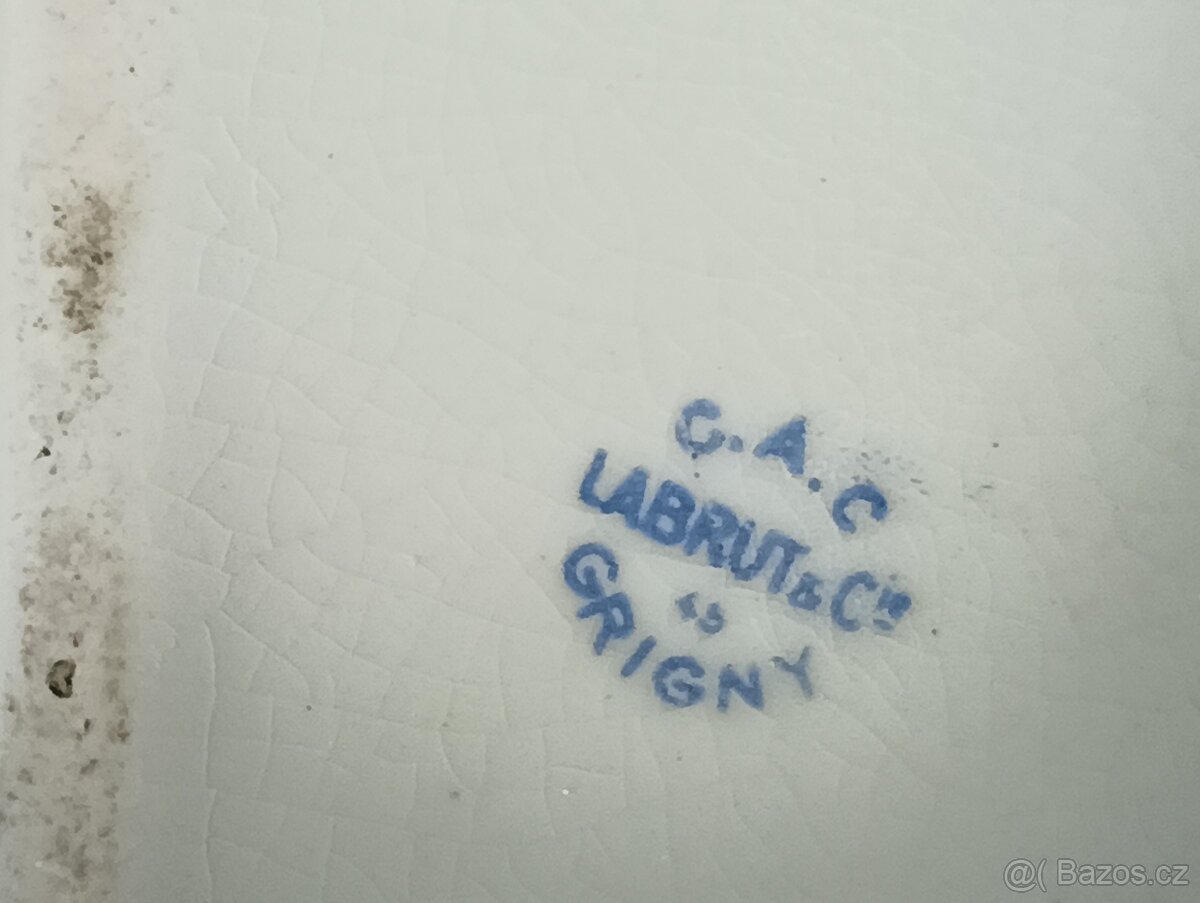 C.A.C
LABRUT & Cie
GRIGNY
@( Bazos.cz